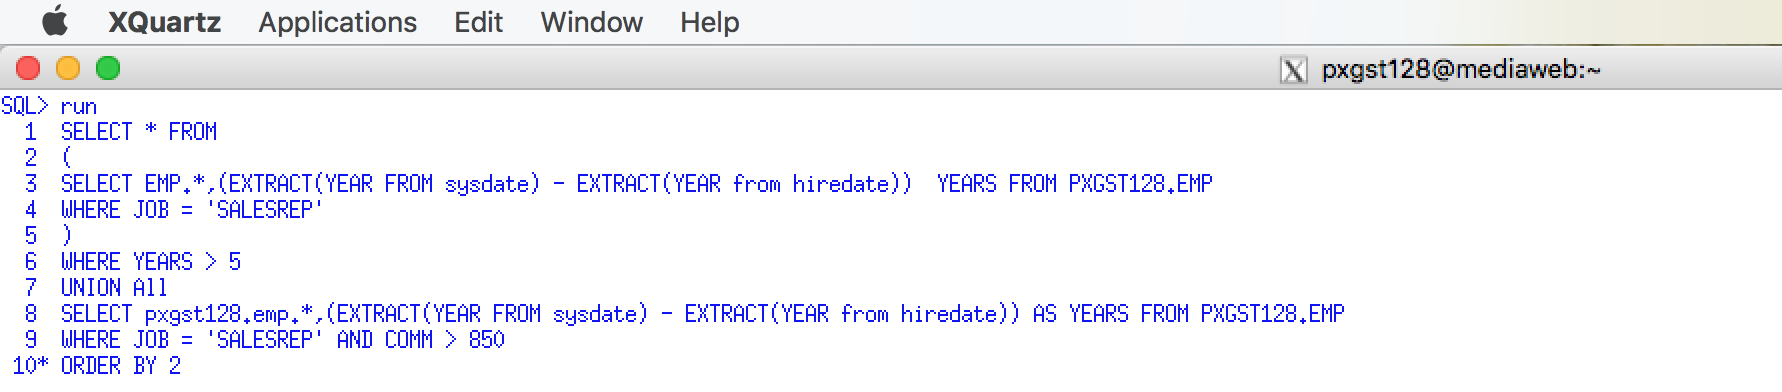 XQuartz Applications Edit Window Help
X pxgst128@mediaweb:~
SQL> run
1 SELECT * FROM
2 (
3 SELECT EMP.*,(EXTRACT(YEAR FROM sysdate) - EXTRACT(YEAR from hiredate))  YEARS FROM PXGST128.EMP
4 WHERE JOB = 'SALESREP'
5 )
6 WHERE YEARS > 5
7 UNION All
8 SELECT pxgst128.emp.*,(EXTRACT(YEAR FROM sysdate) - EXTRACT(YEAR from hiredate)) AS YEARS FROM PXGST128.EMP
9 WHERE JOB = 'SALESREP' AND COMM > 850
10* ORDER BY 2